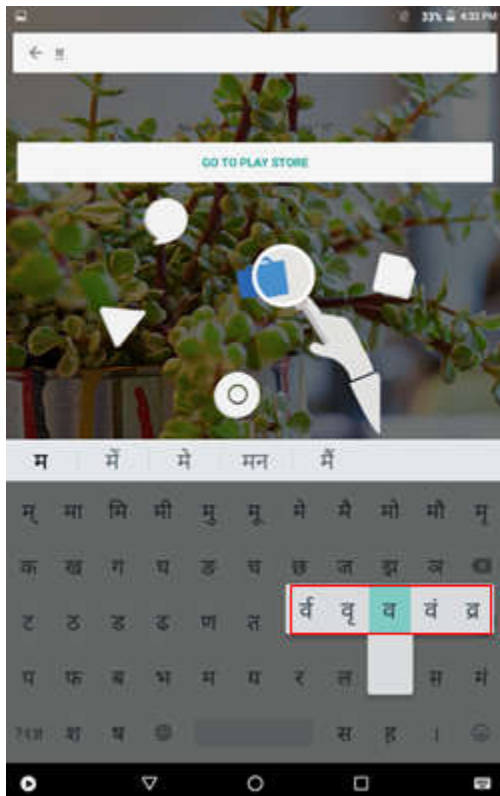 33% 4:33 PM
म
GO TO PLAY STORE
म में मे मन मैं
म् मा मि मी मु मू मे मै मो मौ मृ
क ख ग घ ङ च छ ज झ ञ
ट ठ ड ढ ण त र्व वृ व वं व्र
प फ ब भ म य र ल स मं
श ष स ह ।